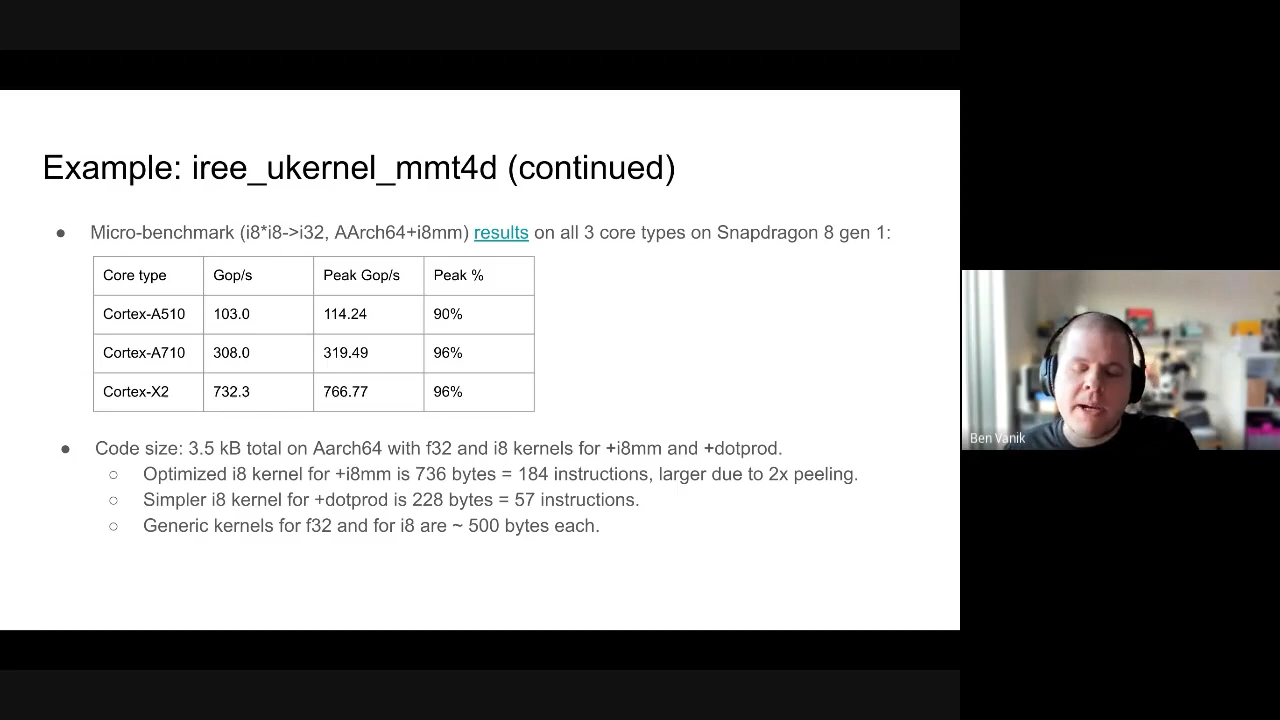 Example: iree_ukernel_mmt4d (continued)
● Micro-benchmark (i8*i8->i32, AArch64+i8mm) results on all 3 core types on Snapdragon 8 gen 1:
Core type Gop/s Peak Gop/s Peak %
Cortex-A510 103.0 114.24 90%
Cortex-A710 308.0 319.49 96%
Cortex-X2 732.3 766.77 96%
● Code size: 3.5 kB total on Aarch64 with f32 and i8 kernels for +i8mm and +dotprod.
○ Optimized i8 kernel for +i8mm is 736 bytes = 184 instructions, larger due to 2x peeling.
○ Simpler i8 kernel for +dotprod is 228 bytes = 57 instructions.
○ Generic kernels for f32 and for i8 are ~ 500 bytes each.
Ben Vanik